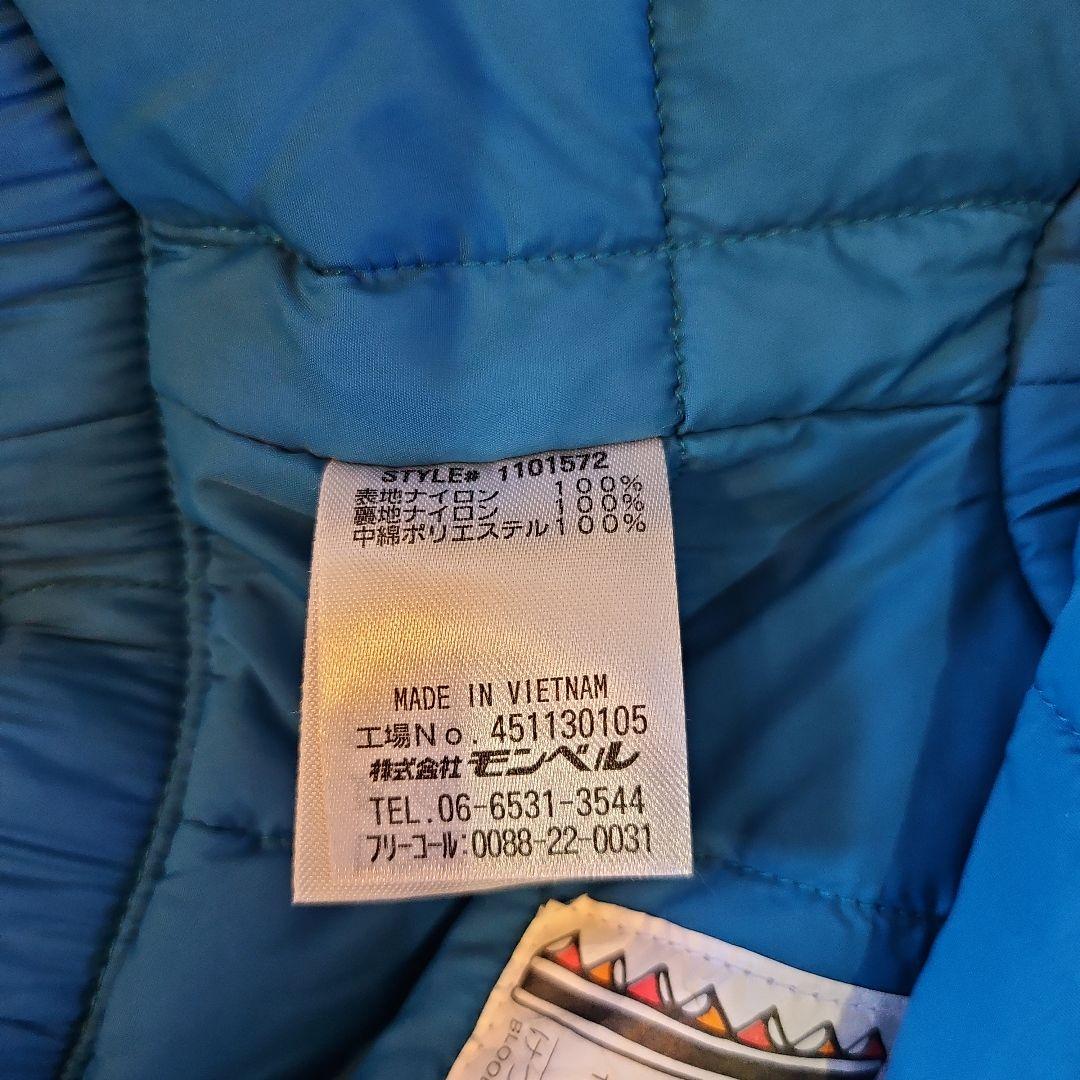 STYLE# 1101572
表地ナイロン 100%
裏地ナイロン 100%
中綿ポリエステル100%
MADE IN VIETNAM
工場No. 451130105
株式会社 モンベル
TEL. 06-6531-3544
フリーコール:0088-22-0031